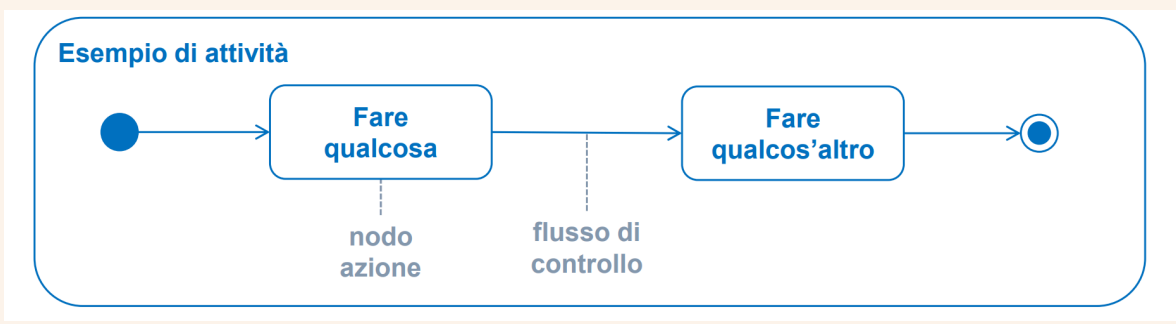 Esempio di attività
Fare
qualcosa
Fare
qualcos’altro
nodo
azione
flusso di
controllo